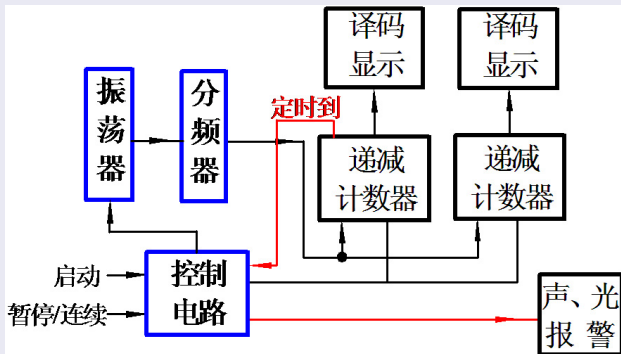 译码
显示
译码
显示
振荡器
分频器
定时到
递减
计数器
递减
计数器
启动
暂停/连续
控制
电路
声、光
报警